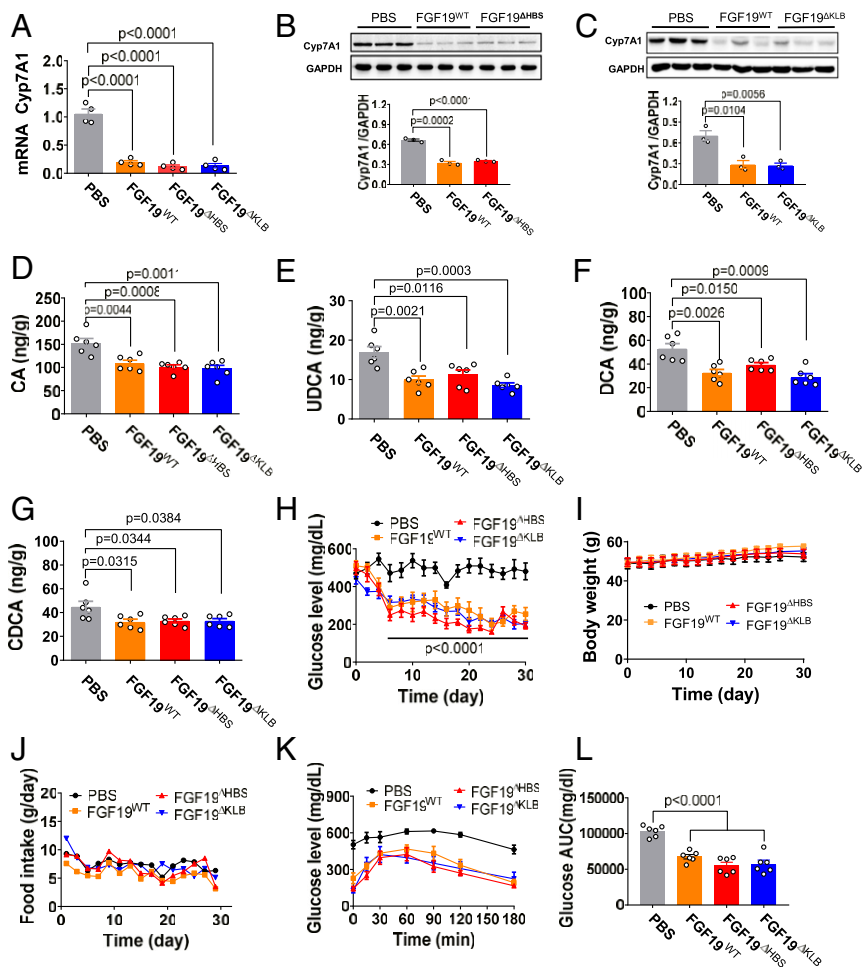 A
mRNA Cyp7A1
2.0
1.5
1.0
0.5
0.0
p<0.0001
p<0.0001
p<0.0001
PBS
FGF19WT
FGF19ΔHBS
FGF19ΔKLB
B
PBS FGF19WT FGF19ΔHBS
Cyp7A1
GAPDH
Cyp7A1 /GAPDH
1.2
0.9
0.6
0.3
0.0
p<0.0001
p=0.0002
PBS
FGF19WT
FGF19ΔHBS
C
PBS FGF19WT FGF19ΔKLB
Cyp7A1
GAPDH
Cyp7A1 /GAPDH
1.2
0.9
0.6
0.3
0.0
p=0.0056
p=0.0104
PBS
FGF19WT
FGF19ΔKLB
D
CA (ng/g)
250
200
150
100
50
0
p=0.0011
p=0.0008
p=0.0044
PBS
FGF19WT
FGF19ΔHBS
FGF19ΔKLB
E
UDCA (ng/g)
30
20
10
0
p=0.0003
p=0.0116
p=0.0021
PBS
FGF19WT
FGF19ΔHBS
FGF19ΔKLB
F
DCA (ng/g)
100
80
60
40
20
0
p=0.0009
p=0.0150
p=0.0026
PBS
FGF19WT
FGF19ΔHBS
FGF19ΔKLB
G
CDCA (ng/g)
100
80
60
40
20
0
p=0.0384
p=0.0344
p=0.0315
PBS
FGF19WT
FGF19ΔHBS
FGF19ΔKLB
H
PBS FGF19ΔHBS
FGF19WT FGF19ΔKLB
Glucose level (mg/dL)
600
400
200
0
p<0.0001
0 10 20 30
Time (day)
I
Body weight (g)
60
40
20
0
PBS FGF19ΔHBS
FGF19WT FGF19ΔKLB
0 10 20 30
Time (day)
J
Food intake (g/day)
20
15
10
5
0
PBS FGF19ΔHBS
FGF19WT FGF19ΔKLB
0 10 20 30
Time (day)
K
PBS FGF19ΔHBS
FGF19WT FGF19ΔKLB
Glucose level (mg/dL)
900
600
300
0
0 30 60 90 120 150 180
Time (min)
L
Glucose AUC(mg/dl)
150000
100000
50000
0
p<0.0001
PBS
FGF19WT
FGF19ΔHBS
FGF19ΔKLB